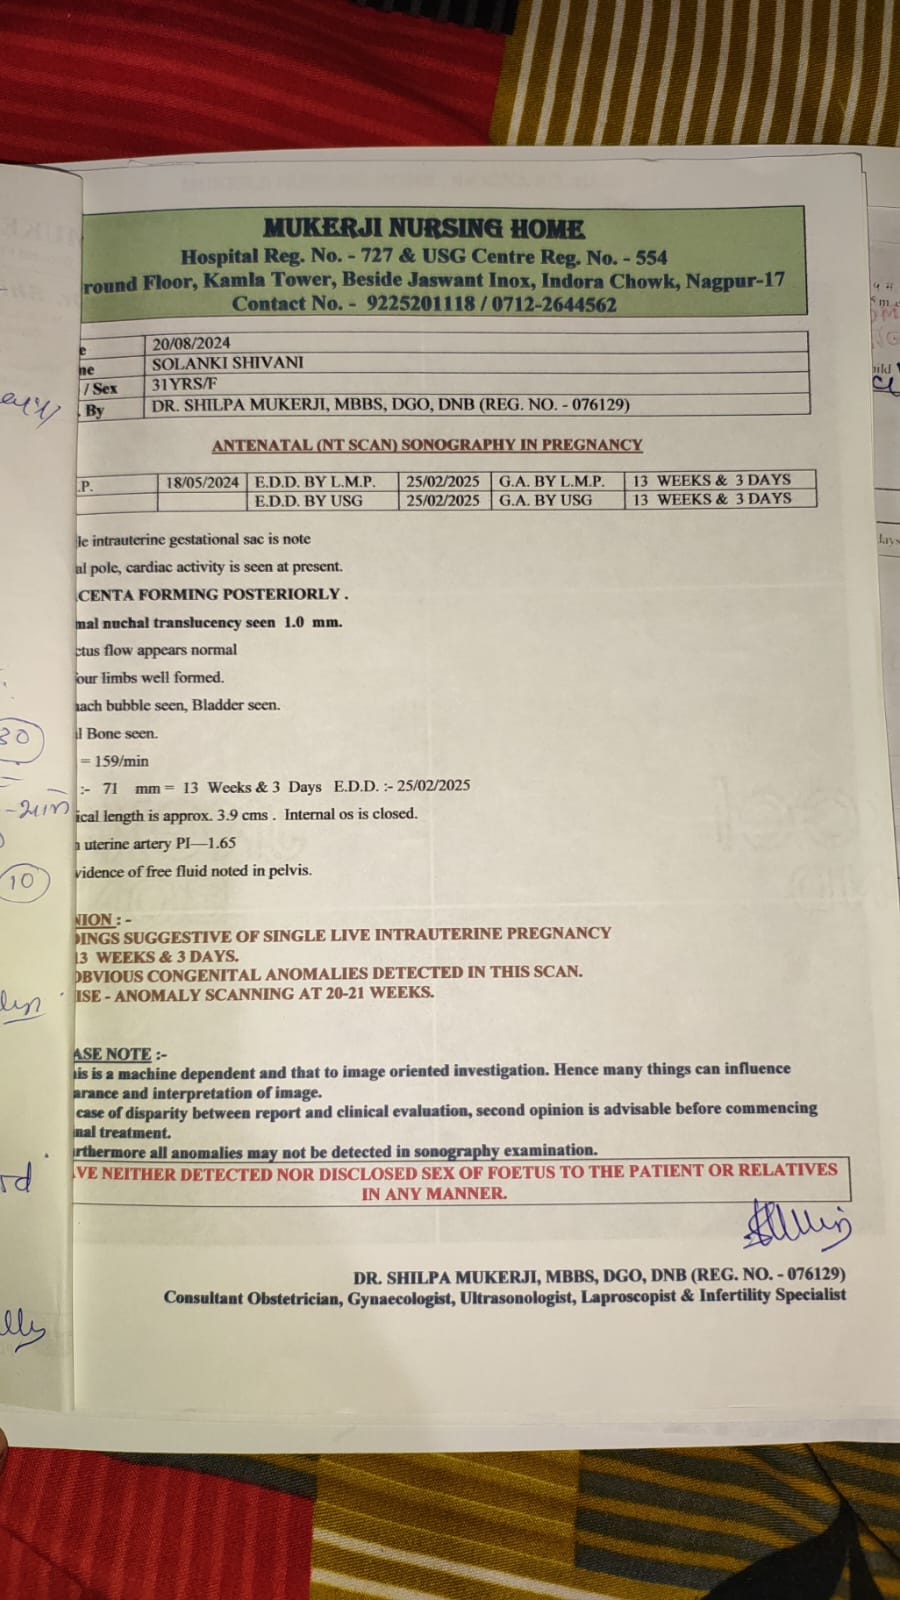 MUKERJI NURSING HOME
Hospital Reg. No. - 727 & USG Centre Reg. No. - 554
round Floor, Kamla Tower, Beside Jaswant Inox, Indora Chowk, Nagpur-17
Contact No. - 9225201118 / 0712-2644562
e 20/08/2024
ne SOLANKI SHIVANI
/ Sex 31YRS/F
. By DR. SHILPA MUKERJI, MBBS, DGO, DNB (REG. NO. - 076129)
ANTENATAL (NT SCAN) SONOGRAPHY IN PREGNANCY
.P. 18/05/2024 E.D.D. BY L.M.P. 25/02/2025 G.A. BY L.M.P. 13 WEEKS & 3 DAYS
E.D.D. BY USG 25/02/2025 G.A. BY USG 13 WEEKS & 3 DAYS
le intrauterine gestational sac is note
al pole, cardiac activity is seen at present.
CENTA FORMING POSTERIORLY .
mal nuchal translucency seen 1.0 mm.
ctus flow appears normal
our limbs well formed.
nach bubble seen, Bladder seen.
l Bone seen.
= 159/min
:- 71 mm = 13 Weeks & 3 Days E.D.D. :- 25/02/2025
ical length is approx. 3.9 cms . Internal os is closed.
uterine artery PI—1.65
vidence of free fluid noted in pelvis.
30
10
NION : -
DINGS SUGGESTIVE OF SINGLE LIVE INTRAUTERINE PREGNANCY
13 WEEKS & 3 DAYS.
OBVIOUS CONGENITAL ANOMALIES DETECTED IN THIS SCAN.
ISE - ANOMALY SCANNING AT 20-21 WEEKS.
ASE NOTE :-
is is a machine dependent and that to image oriented investigation. Hence many things can influence
arance and interpretation of image.
case of disparity between report and clinical evaluation, second opinion is advisable before commencing
nal treatment.
rthermore all anomalies may not be detected in sonography examination.
VE NEITHER DETECTED NOR DISCLOSED SEX OF FOETUS TO THE PATIENT OR RELATIVES
IN ANY MANNER.
DR. SHILPA MUKERJI, MBBS, DGO, DNB (REG. NO. - 076129)
Consultant Obstetrician, Gynaecologist, Ultrasonologist, Laproscopist & Infertility Specialist